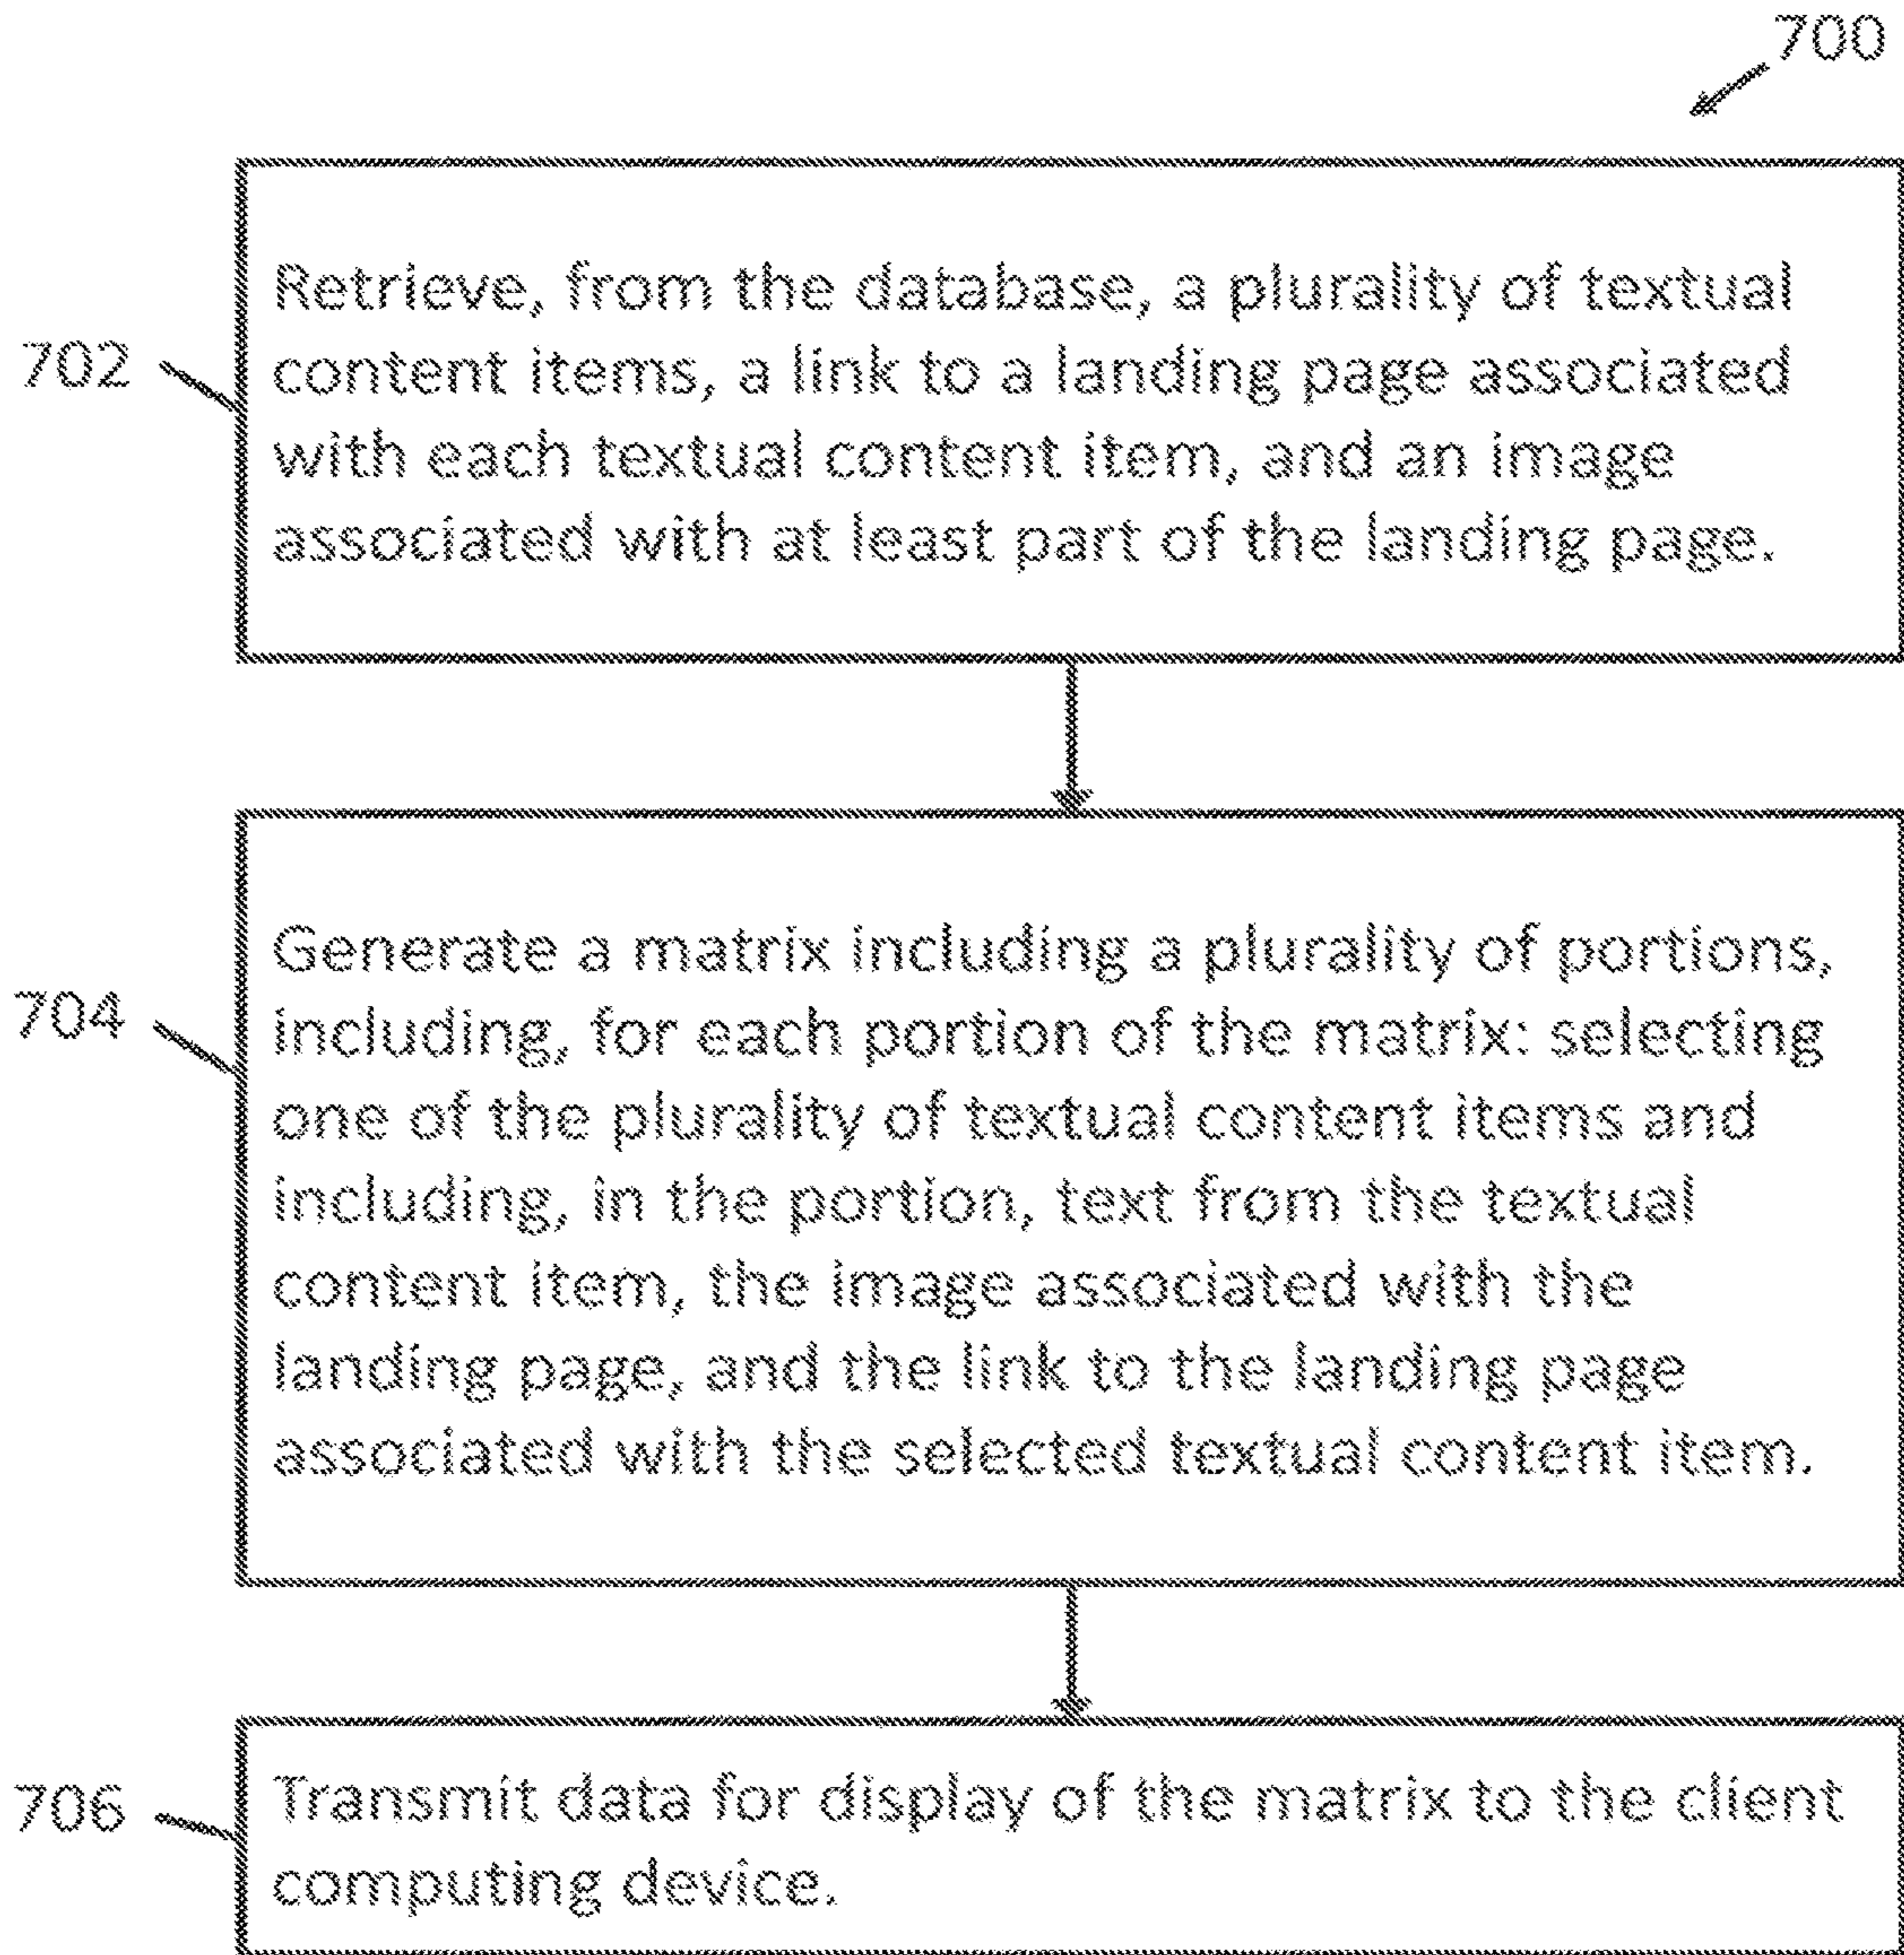 700
702
Retrieve, from the database, a plurality of textual
content items, a link to a landing page associated
with each textual content item, and an image
associated with at least part of the landing page.
704
Generate a matrix including a plurality of portions,
including, for each portion of the matrix: selecting
one of the plurality of textual content items and
including, in the portion, text from the textual
content item, the image associated with the
landing page, and the link to the landing page
associated with the selected textual content item.
706
Transmit data for display of the matrix to the client
computing device.